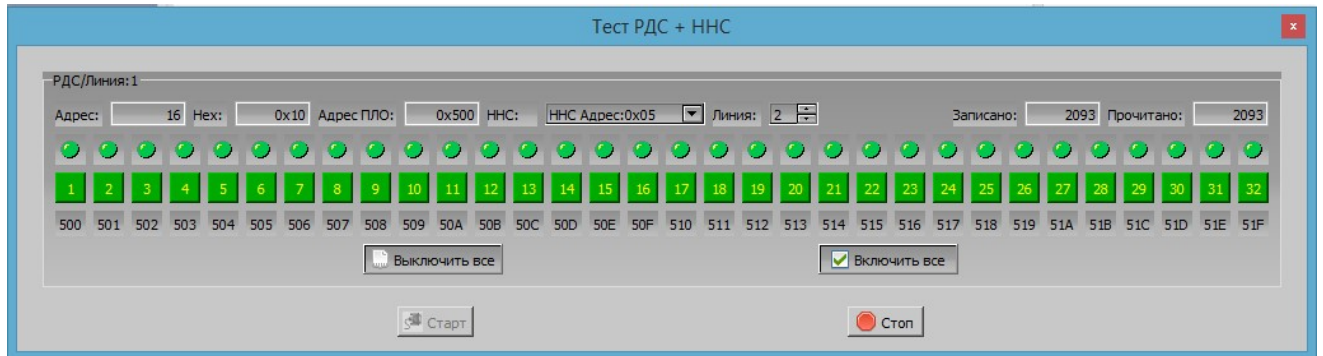 Тест РДС + ННС
x
РДС/Линия:1
Адрес: 16 Hex: 0x10 Адрес ПЛО: 0x500 ННС: ННС Адрес:0x05 Линия: 2 Записано: 2093 Прочитано: 2093
1 2 3 4 5 6 7 8 9 10 11 12 13 14 15 16 17 18 19 20 21 22 23 24 25 26 27 28 29 30 31 32
500 501 502 503 504 505 506 507 508 509 50A 50B 50C 50D 50E 50F 510 511 512 513 514 515 516 517 518 519 51A 51B 51C 51D 51E 51F
Выключить все Включить все
Старт Стоп